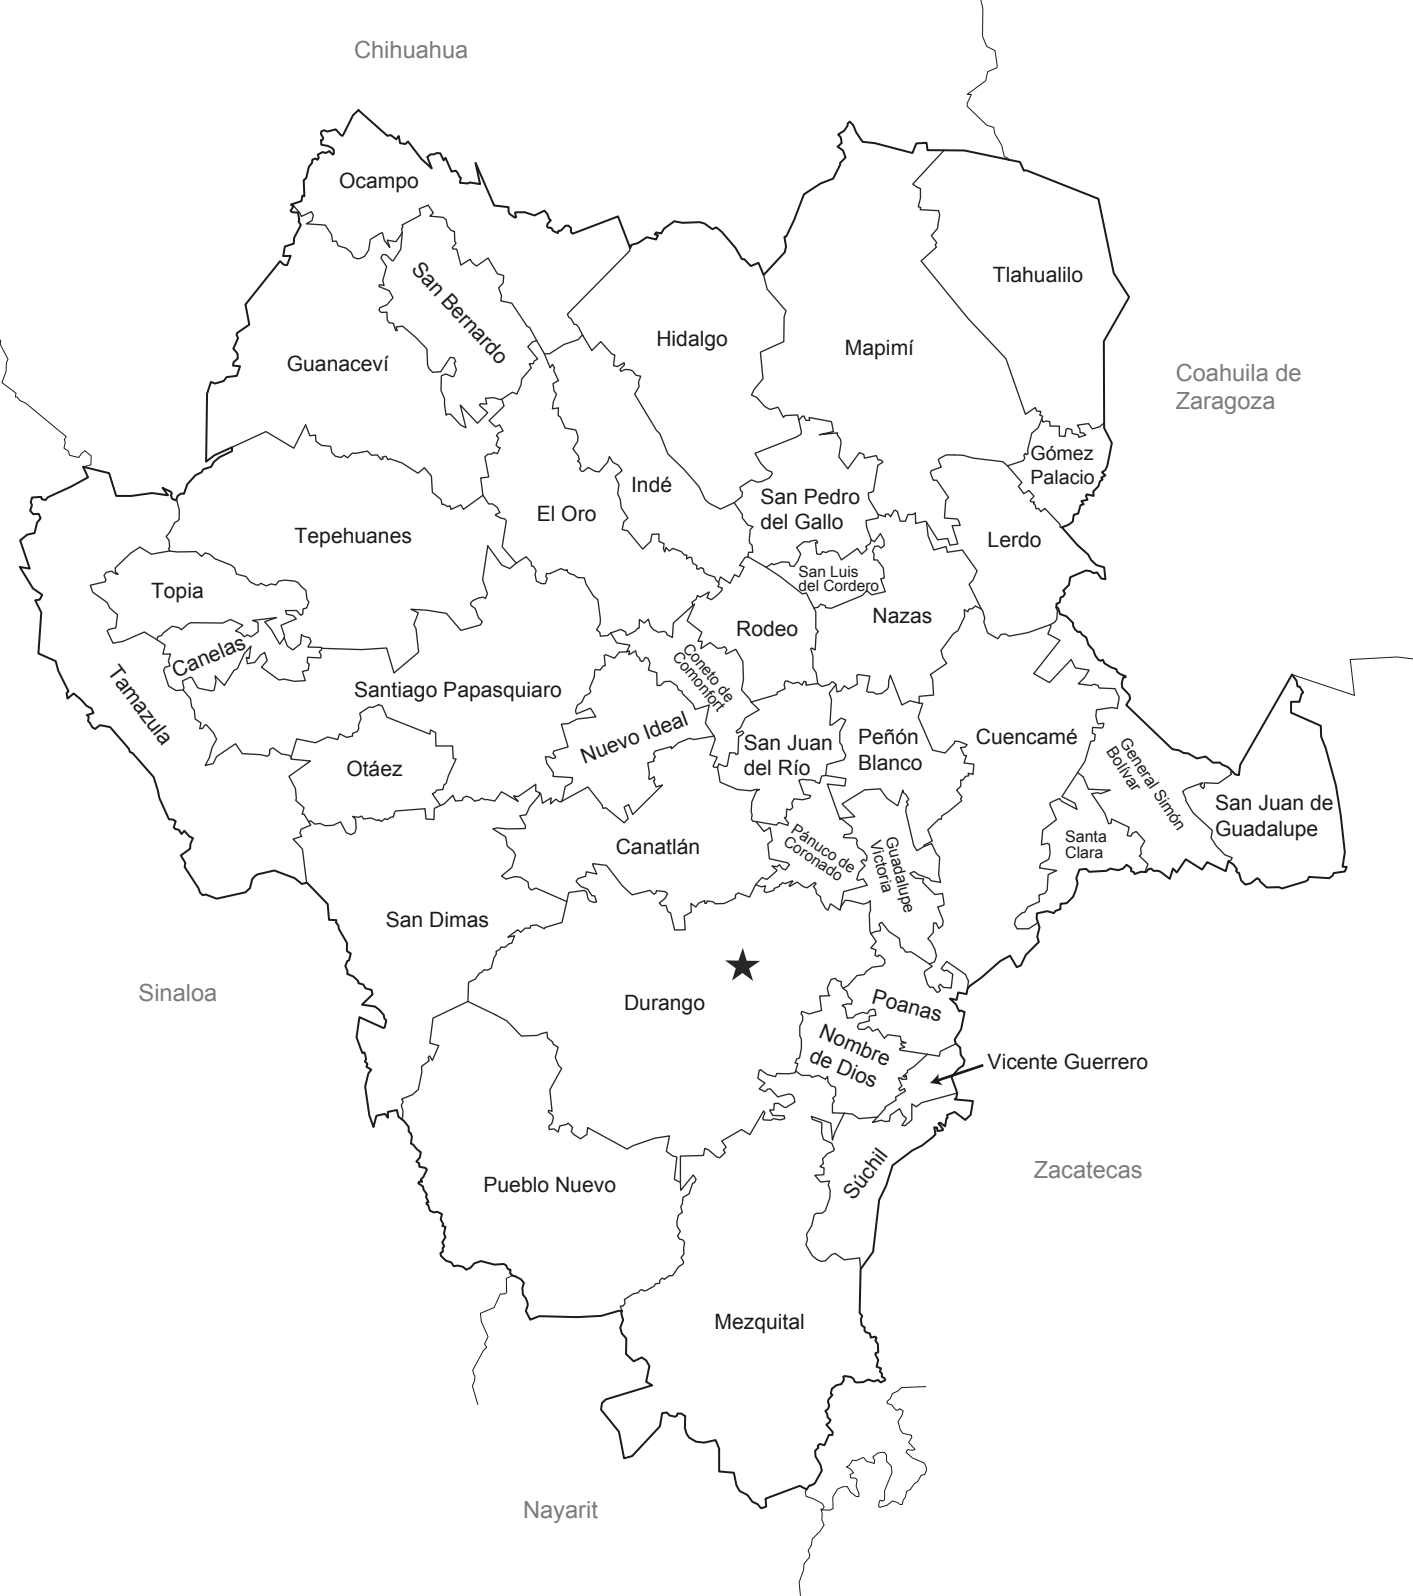 Chihuahua
Ocampo
Tlahualilo
San Bernardo
Hidalgo
Mapimí
Guanaceví
Coahuila de
Zaragoza
Gómez
Palacio
Indé
San Pedro
del Gallo
El Oro
Tepehuanes
Lerdo
San Luis
del Cordero
Topia
Nazas
Rodeo
Canelas
Coneto de
Comonfort
Santiago Papasquiaro
Tamazula
Nuevo Ideal
San Juan
del Río
Peñón
Blanco
Cuencamé
General Simón
Bolívar
Otáez
San Juan de
Guadalupe
Santa
Clara
Canatlán
Pánuco de
Coronado
Guadalupe
Victoria
San Dimas
Sinaloa
Durango
Poanas
Nombre
de Dios
Vicente Guerrero
Súchil
Zacatecas
Pueblo Nuevo
Mezquital
Nayarit